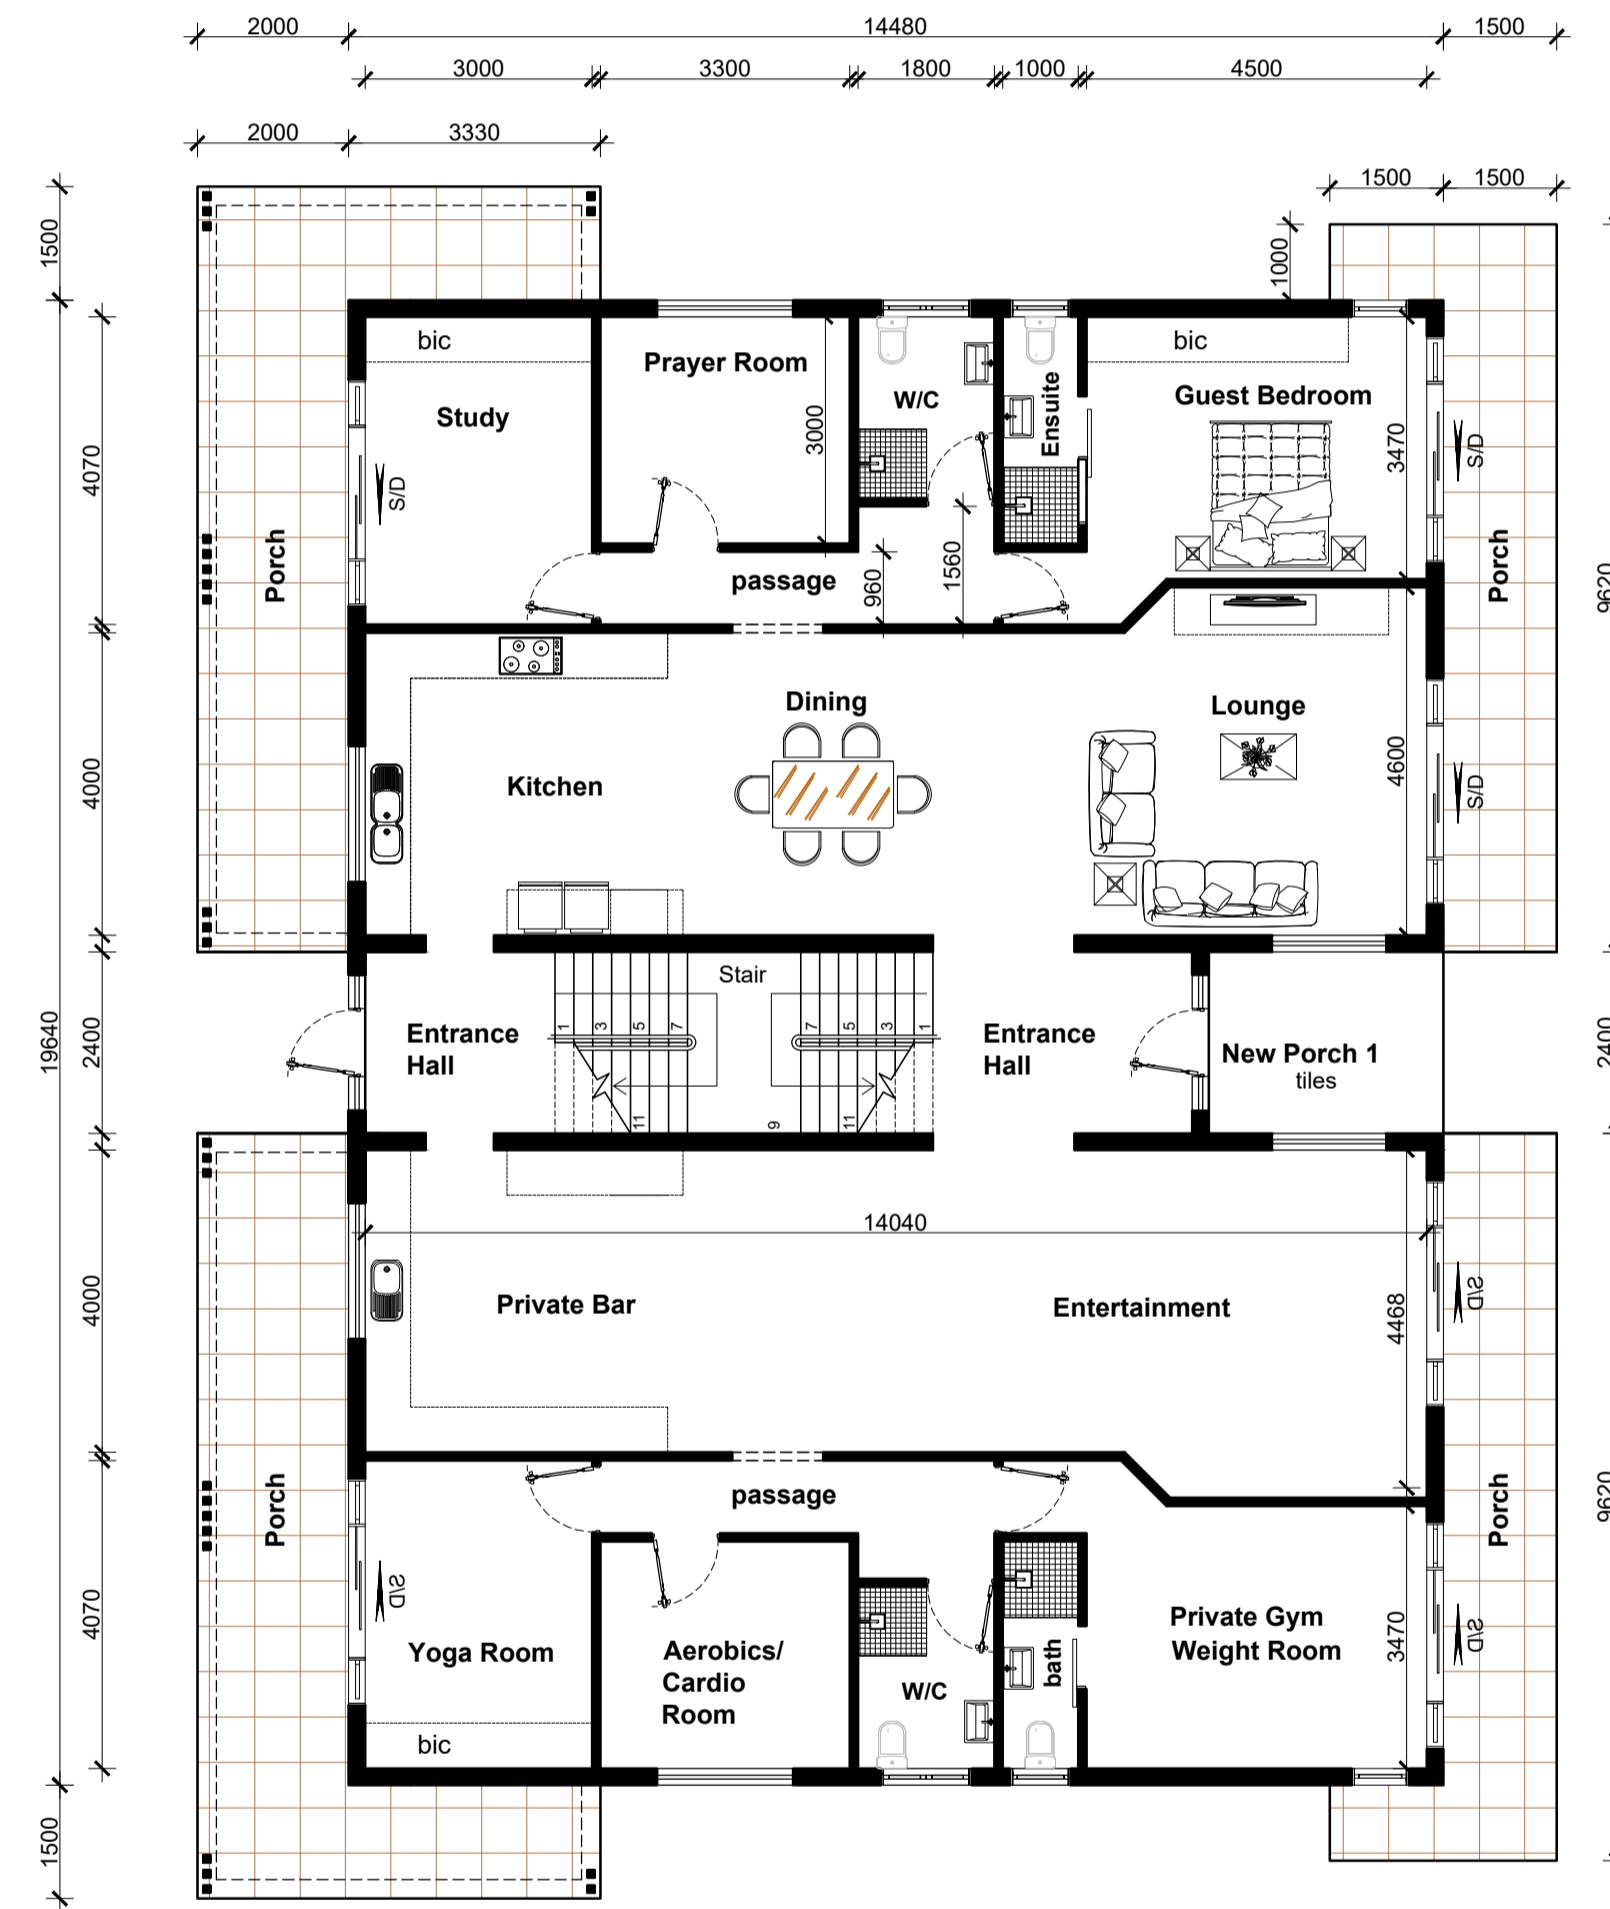 2000
14480
1500
3000
3300
1800
1000
4500
2000
3330
1500
1500
1500
1000
bic
Prayer Room
W/C
Ensuite
bic
Guest Bedroom
Study
S/D
3000
3470
S/D
4070
Porch
passage
960
1560
Porch
9620
Dining
Lounge
Kitchen
4000
4600
S/D
Stair
1
3
5
7
7
5
3
1
19640
2400
Entrance
Hall
Entrance
Hall
New Porch 1
tiles
2400
11
9
11
14040
4000
Private Bar
Entertainment
4468
S/D
passage
Porch
Porch
9620
4070
S/D
Yoga Room
Aerobics/
Cardio
Room
W/C
bath
Private Gym
Weight Room
3470
S/D
bic
1500